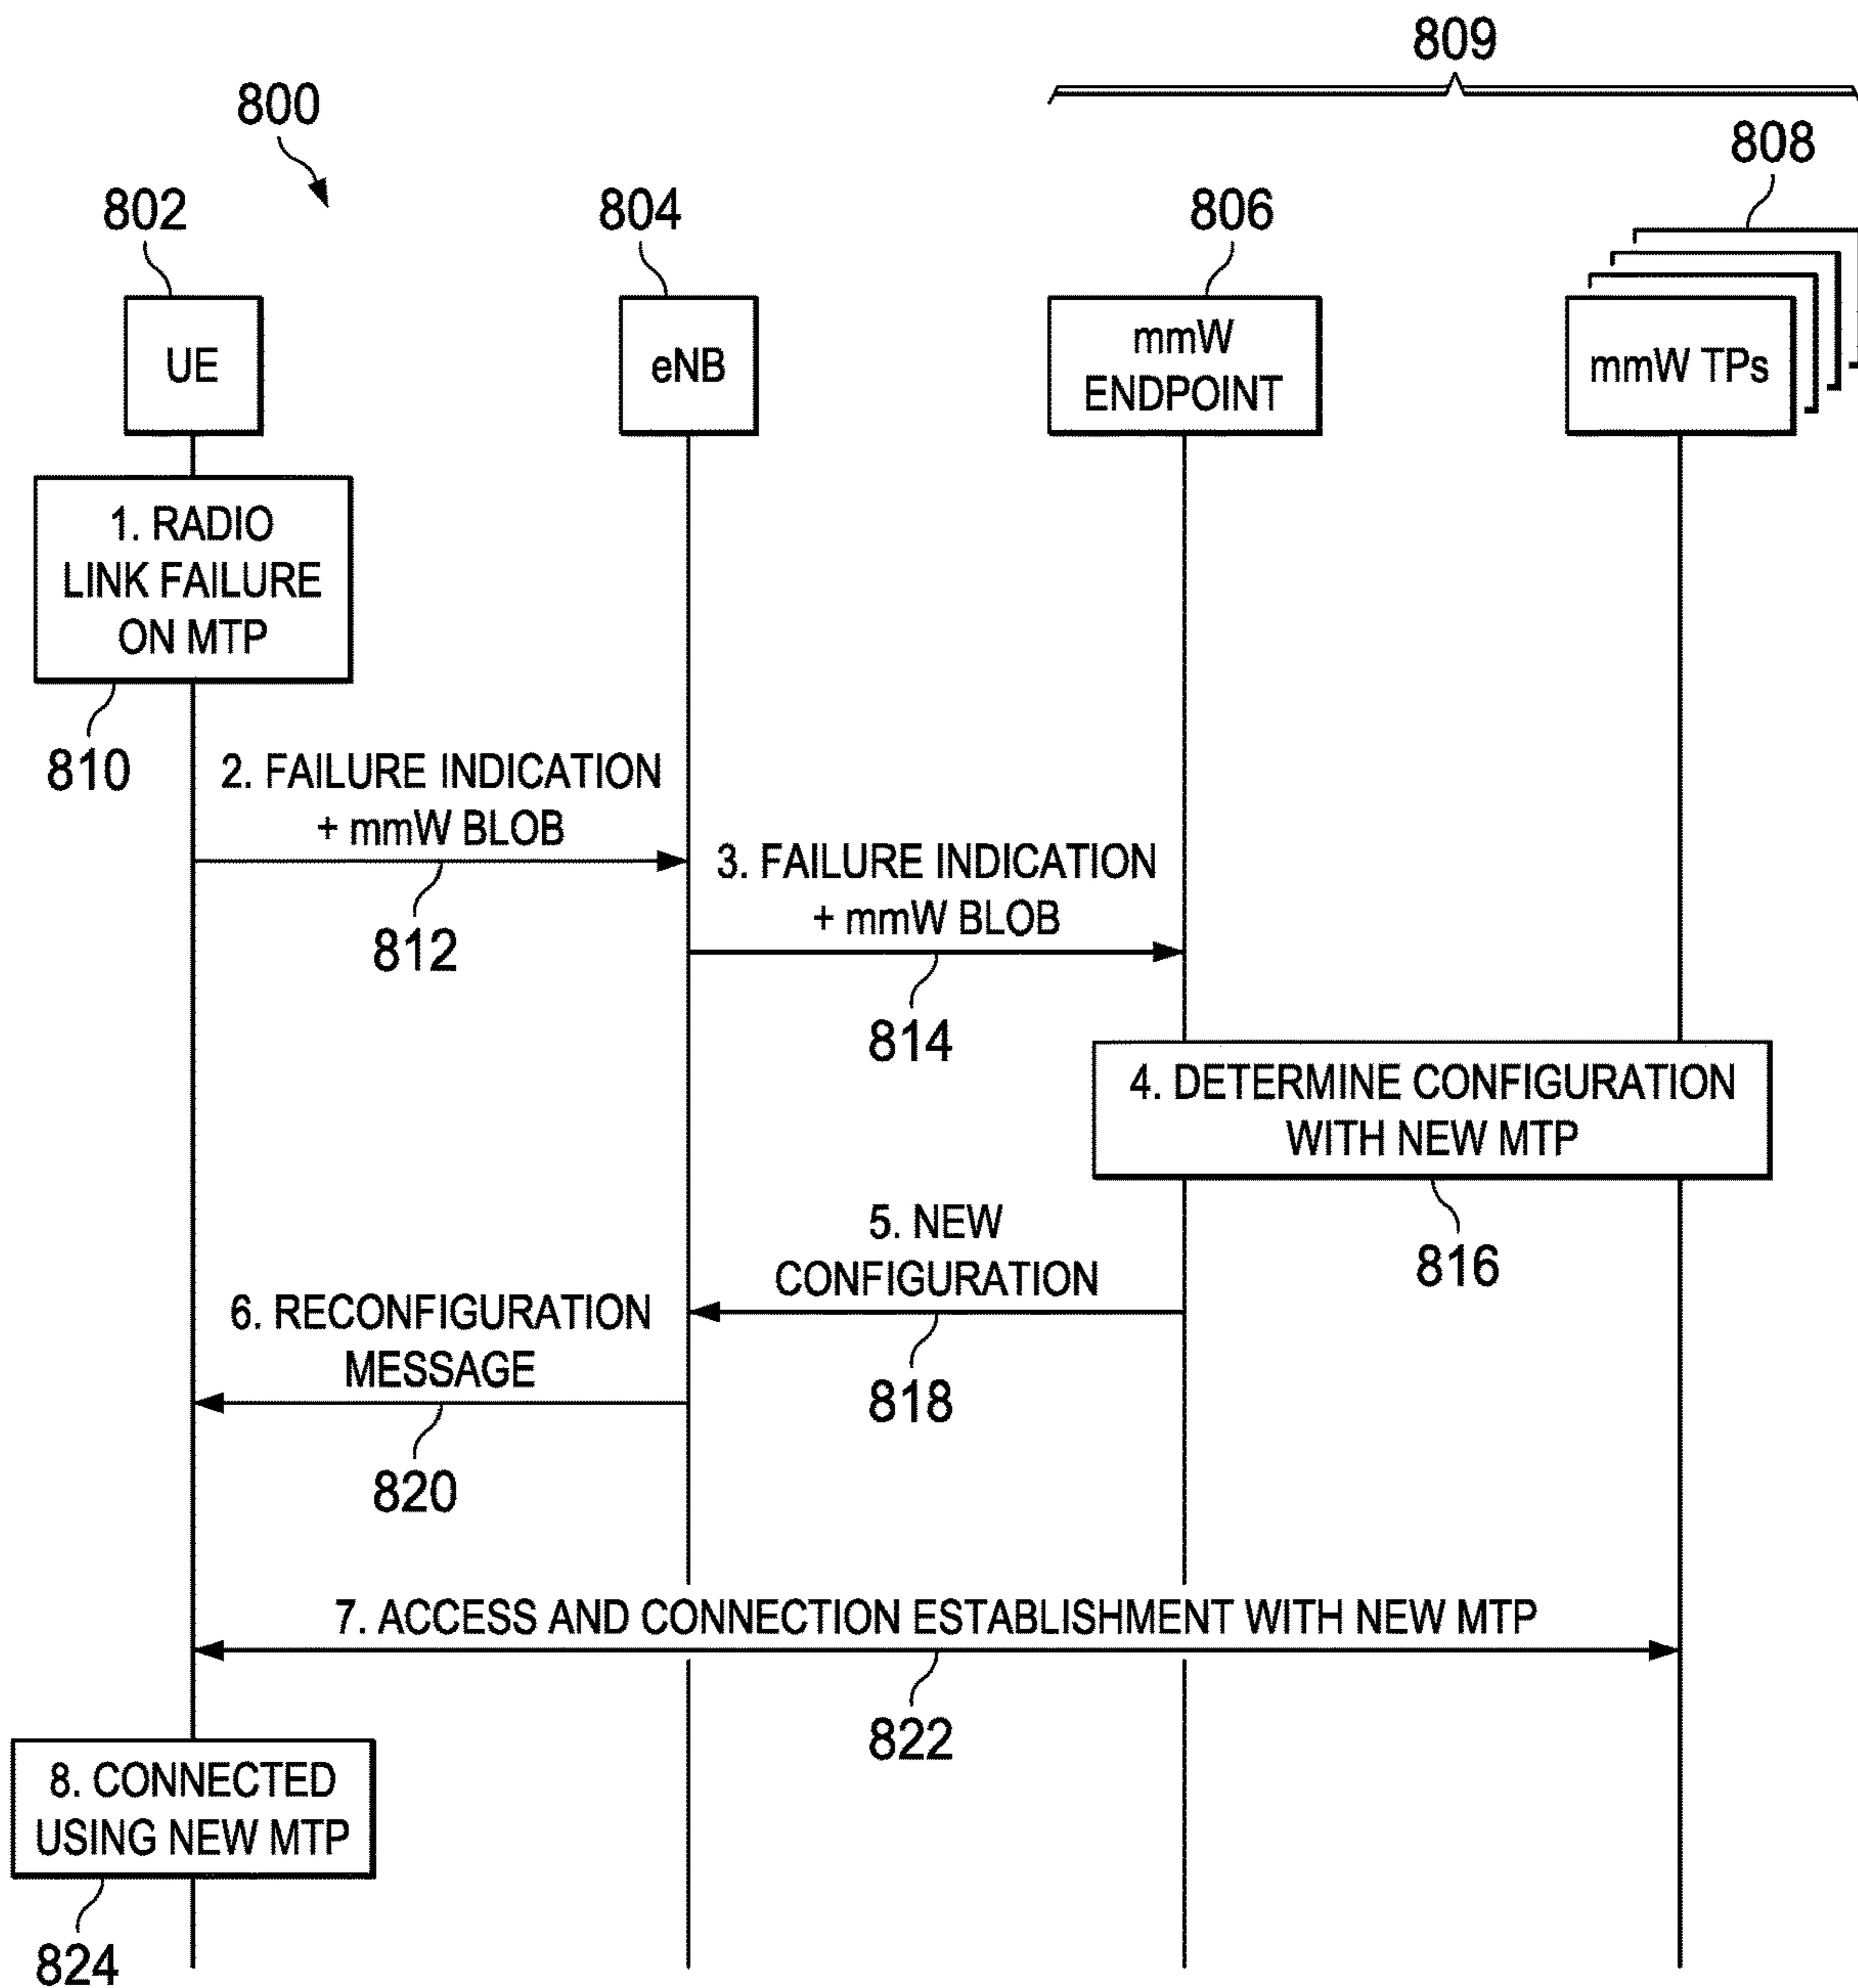 809
800
808
802
804
806
UE
eNB
mmW
ENDPOINT
mmW TPs
1. RADIO
LINK FAILURE
ON MTP
810
2. FAILURE INDICATION
+ mmW BLOB
812
3. FAILURE INDICATION
+ mmW BLOB
814
4. DETERMINE CONFIGURATION
WITH NEW MTP
816
5. NEW
CONFIGURATION
818
6. RECONFIGURATION
MESSAGE
820
7. ACCESS AND CONNECTION ESTABLISHMENT WITH NEW MTP
822
8. CONNECTED
USING NEW MTP
824